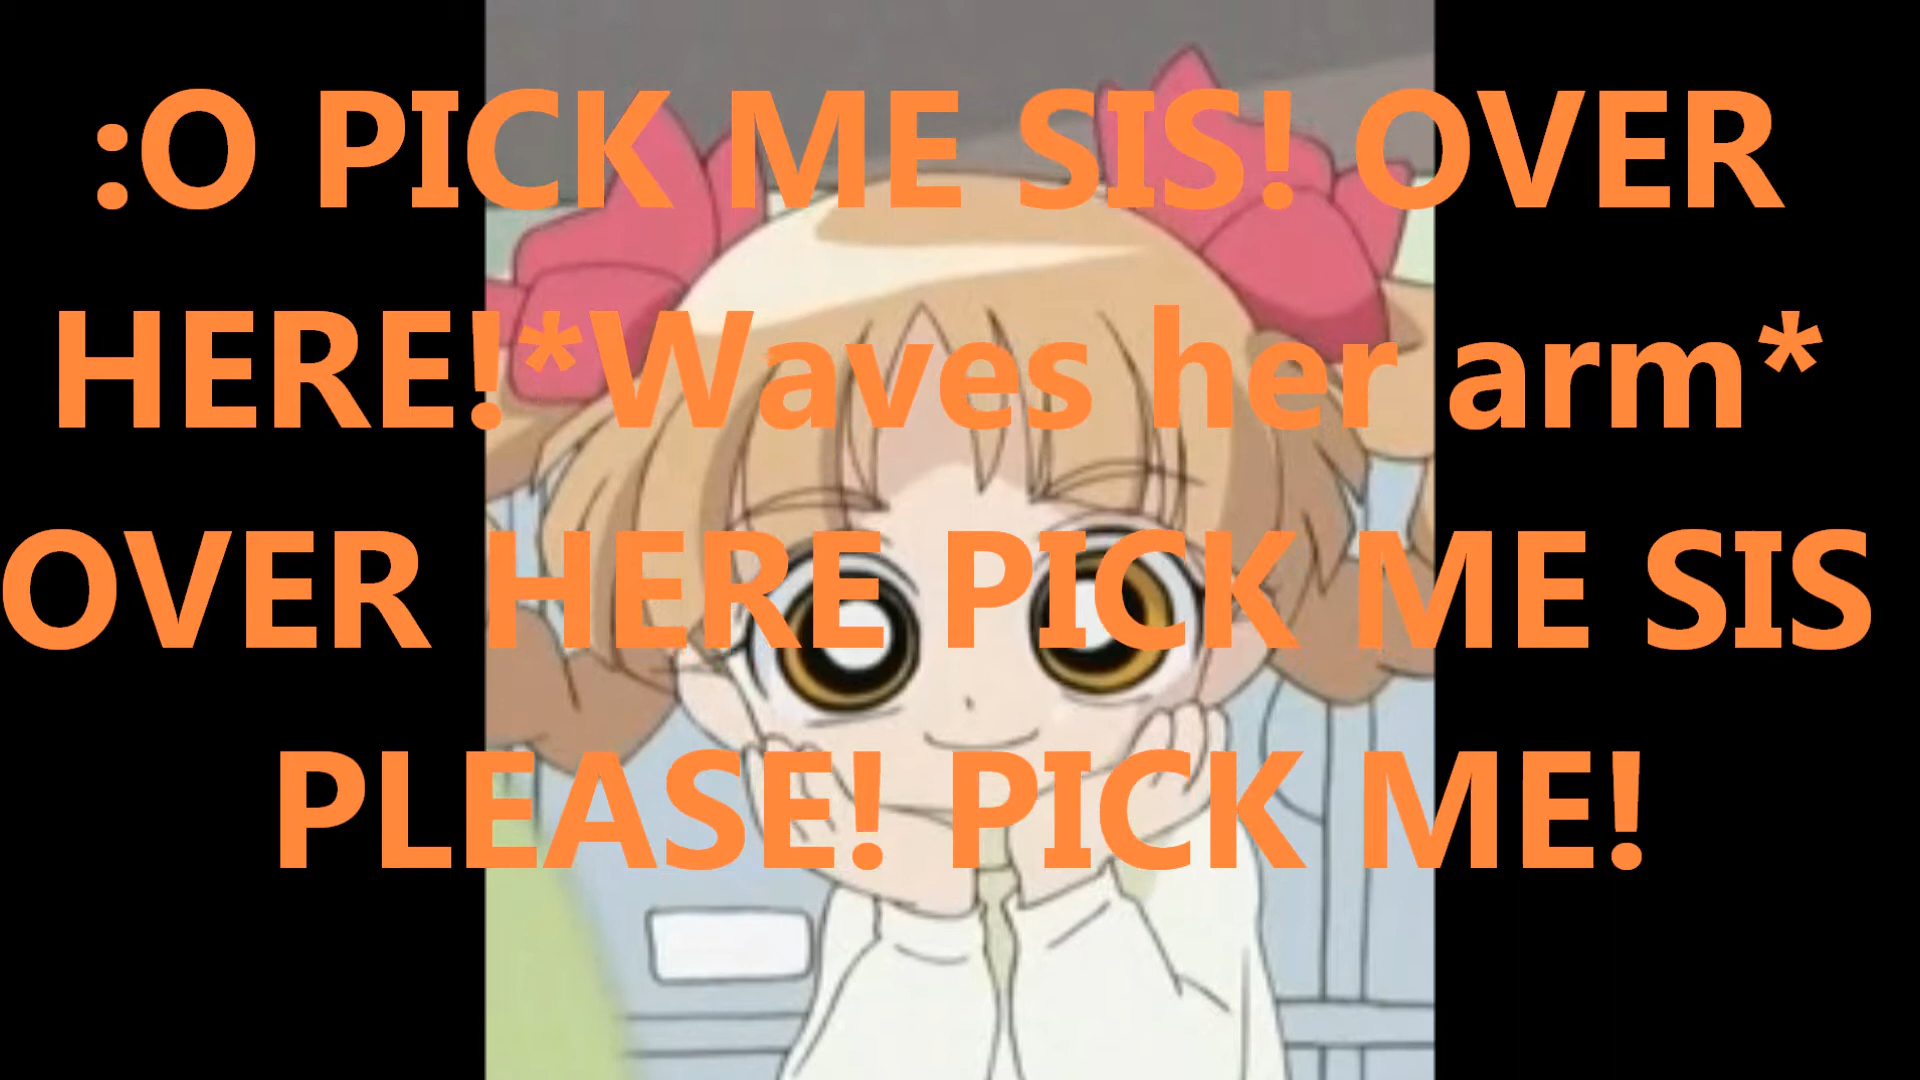 :O PICK ME SIS! OVER
HERE!*Waves her arm*
OVER HERE PICK ME SIS
PLEASE! PICK ME!